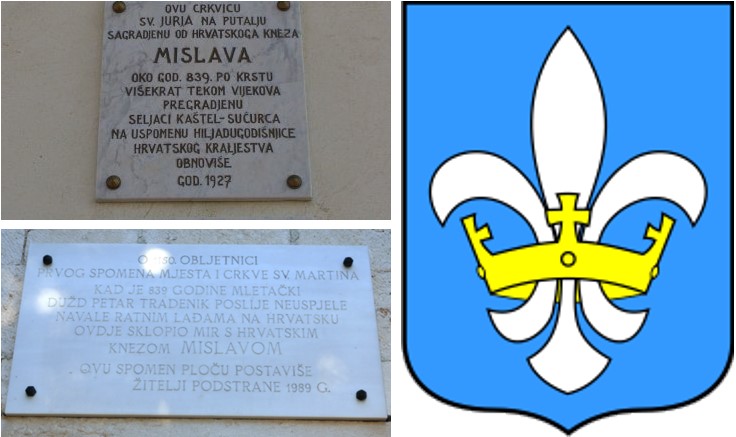 OVU CRKVICU
SV. JURJA NA PUTALJU
SAGRADJENU OD HRVATSKOGA KNEZA
MISLAVA
OKO GOD. 839. PO KRSTU
VIŠEKRAT TEKOM VIJEKOVA
PREGRADJENU
SELJACI KAŠTEL-SUĆURCA
NA USPOMENU HILJADUGODIŠNJICE
HRVATSKOG KRALJESTVA
OBNOVIŠE
GOD. 1927
O 1150. OBLJETNICI
PRVOG SPOMENA MJESTA I CRKVE SV. MARTINA
KAD JE 839 GODINE MLETAČKI
DUŽD PETAR TRADENIK POSLIJE NEUSPJELE
NAVALE RATNIM LAĐAMA NA HRVATSKU
OVDJE SKLOPIO MIR S HRVATSKIM
KNEZOM MISLAVOM
OVU SPOMEN PLOČU POSTAVIŠE
ŽITELJI PODSTRANE 1989 G.